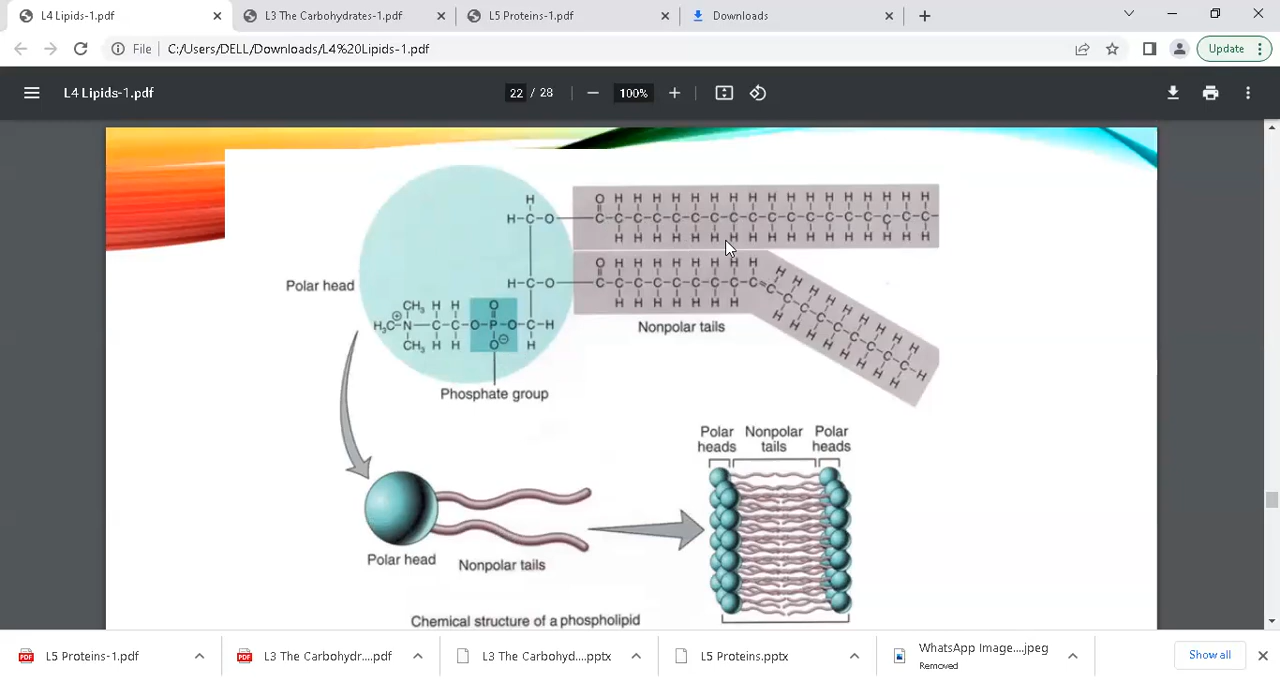 L4 Lipids-1.pdf
L3 The Carbohydrates-1.pdf
L5 Proteins-1.pdf
Downloads
File
C:/Users/DELL/Downloads/L4%20Lipids-1.pdf
Update
L4 Lipids-1.pdf
22 / 28
100%
H
H-C-O
O H H H H H H H H H H H H H H H H H
C-C-C-C-C-C-C-C-C-C-C-C-C-C-C-C-C-C-
H H H H H H H H H H H H H H H H H
Polar head
H-C-O
O H H H H H H H H
C-C-C-C-C-C-C-C-C=C-C-C-C-C-C-C-C-C-H
H H H H H H H
H H H H H H H H
H H H H H H H
CH3 H H O
H3C-N-C-C-O-P-O-C-H
CH3 H H O H
Nonpolar tails
Phosphate group
Polar heads
Nonpolar tails
Polar heads
Polar head
Nonpolar tails
Chemical structure of a phospholipid
L5 Proteins-1.pdf
L3 The Carbohydr....pdf
L3 The Carbohyd....pptx
L5 Proteins.pptx
WhatsApp Image....jpeg
Removed
Show all